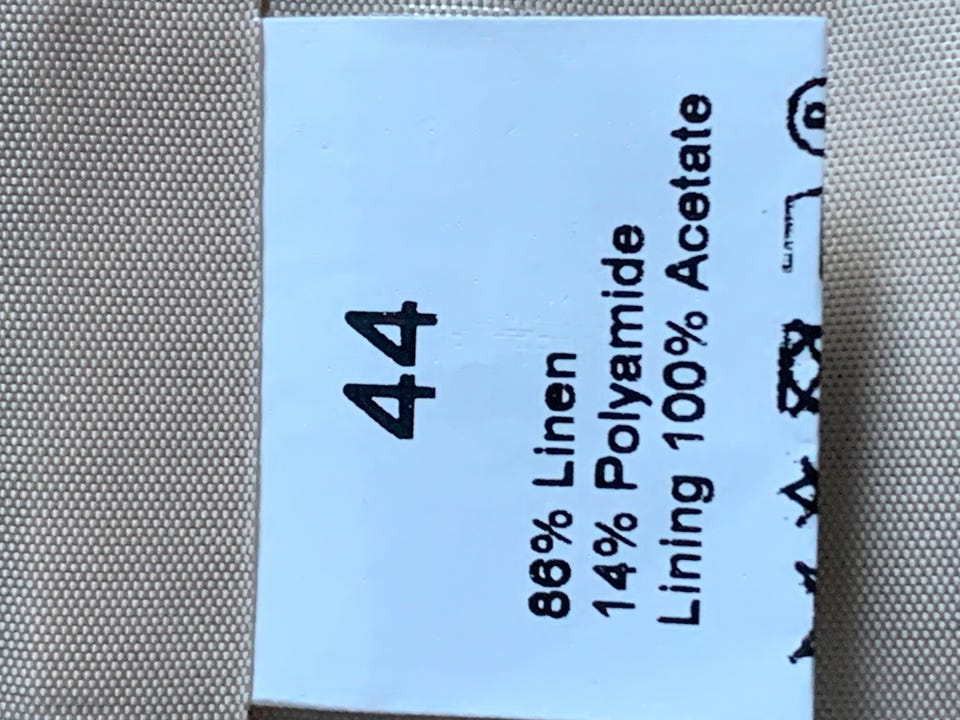 44
86% Linen
14% Polyamide
Lining 100% Acetate